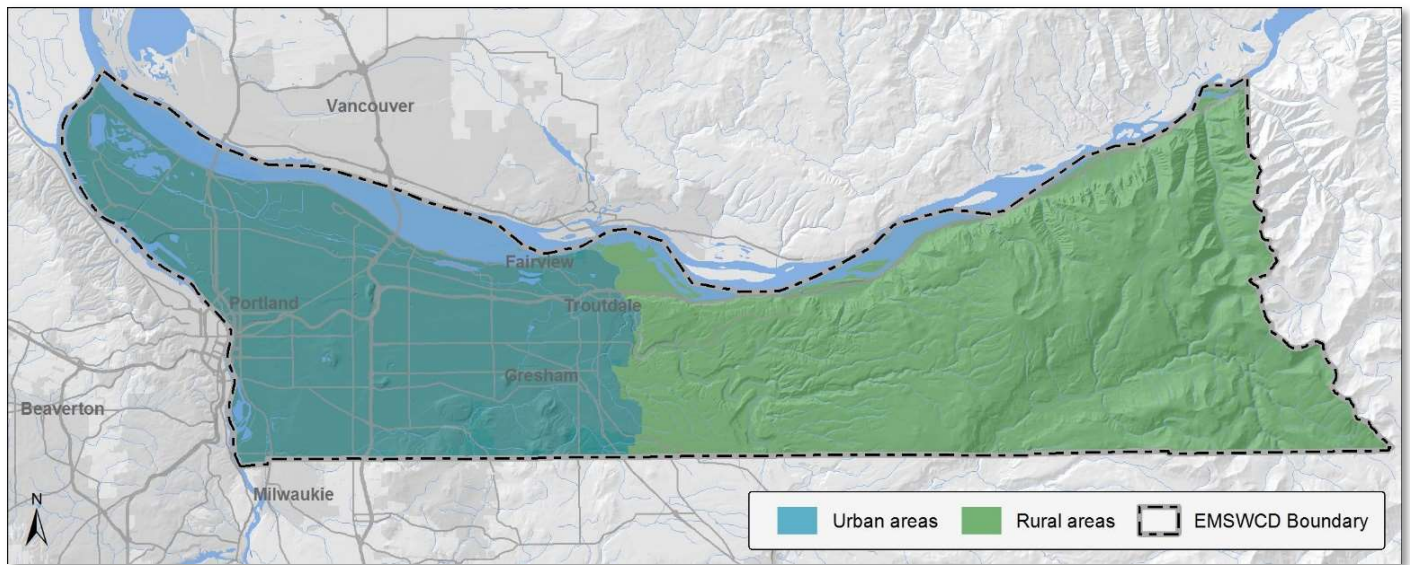 Vancouver
Fairview
Portland
Troutdale
Gresham
Beaverton
Milwaukie
N
Urban areas
Rural areas
EMSWCD Boundary